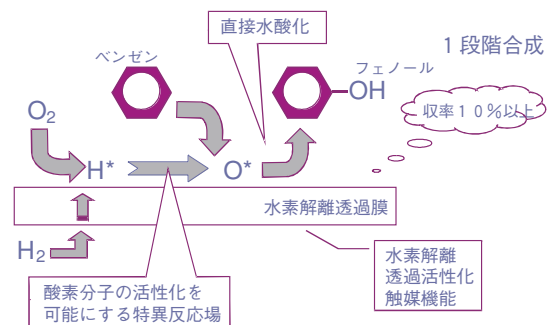 直接水酸化
1段階合成
ベンゼン
フェノール
OH
収率10%以上
O2
H*
O*
水素解離透過膜
H2
水素解離
透過活性化
触媒機能
酸素分子の活性化を
可能にする特異反応場